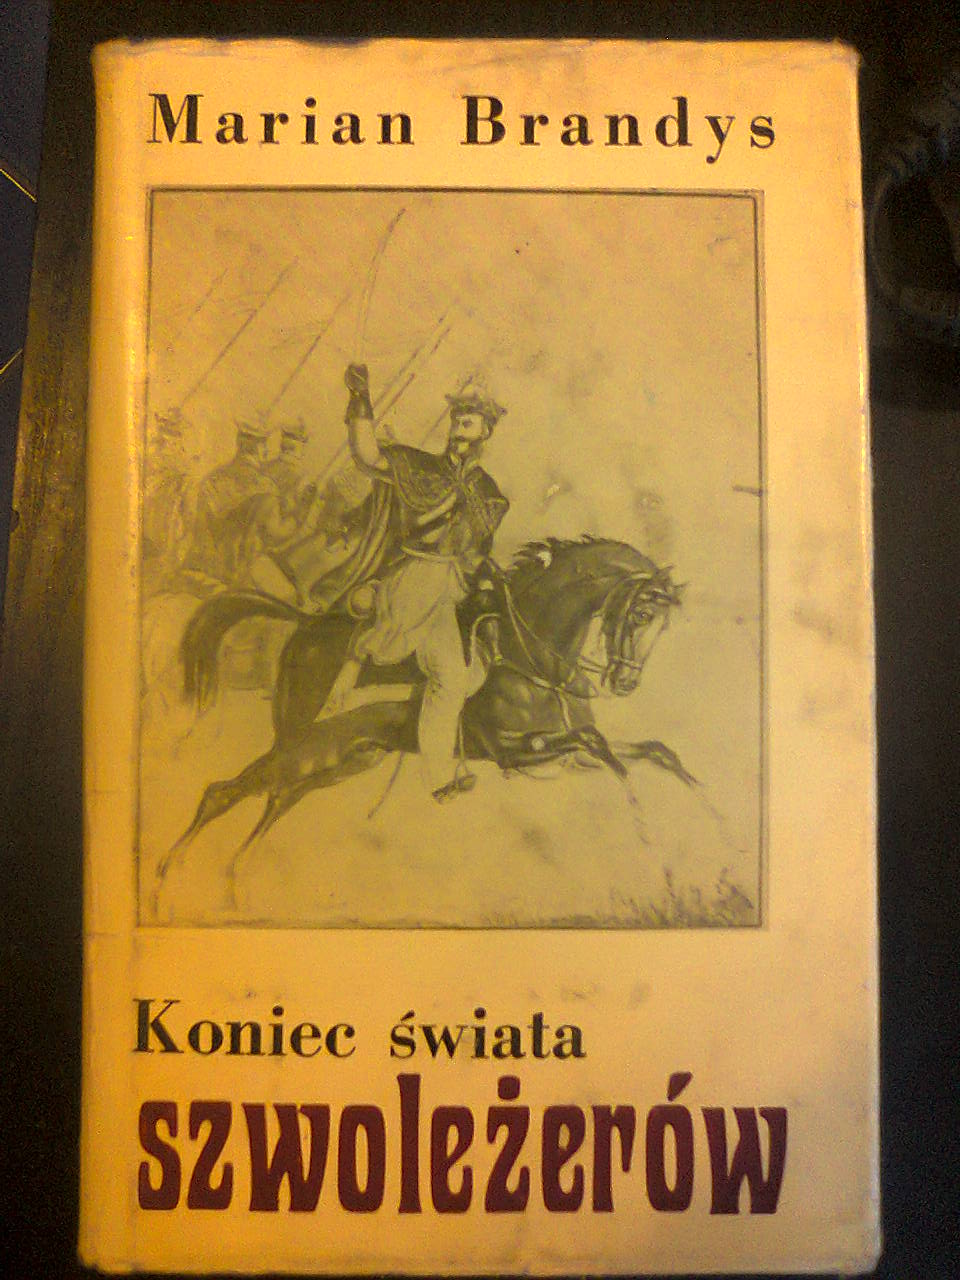 Marian Brandys
Koniec świata
szwoleżerów